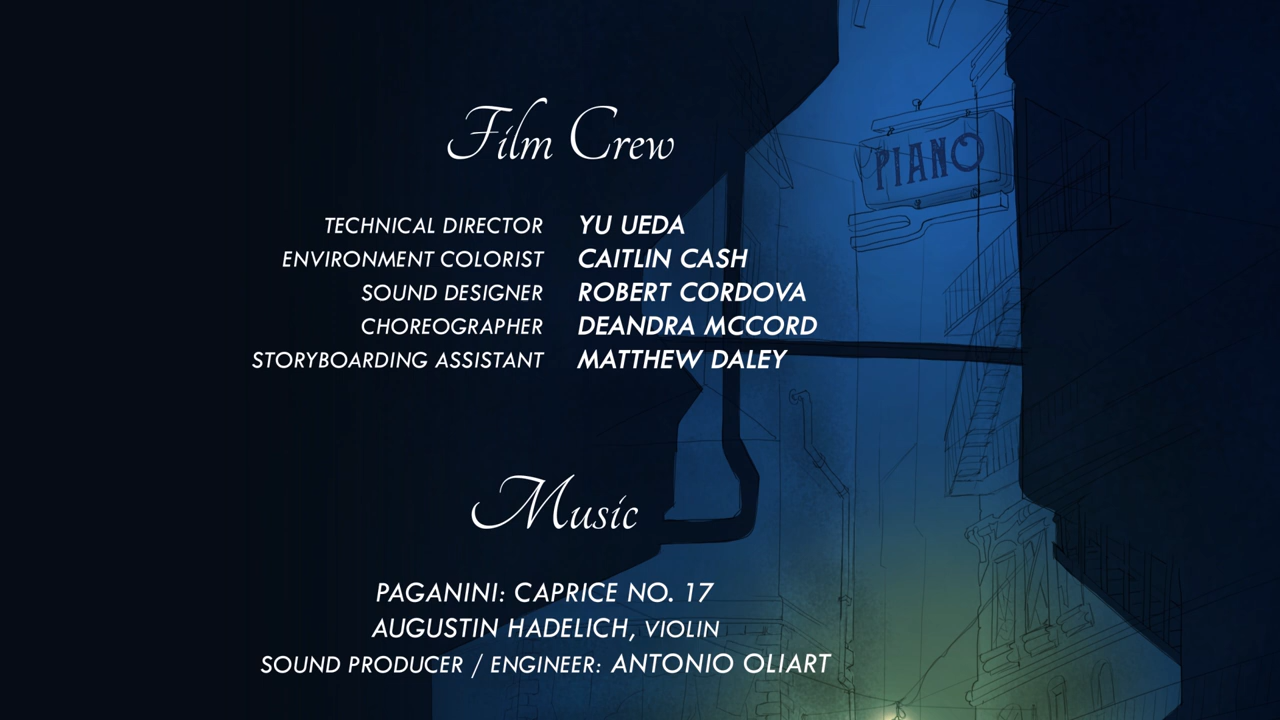 PIANO
Film Crew
TECHNICAL DIRECTOR YU UEDA
ENVIRONMENT COLORIST CAITLIN CASH
SOUND DESIGNER ROBERT CORDOVA
CHOREOGRAPHER DEANDRA MCCORD
STORYBOARDING ASSISTANT MATTHEW DALEY
Music
PAGANINI: CAPRICE NO. 17
AUGUSTIN HADELICH, VIOLIN
SOUND PRODUCER / ENGINEER: ANTONIO OLIART